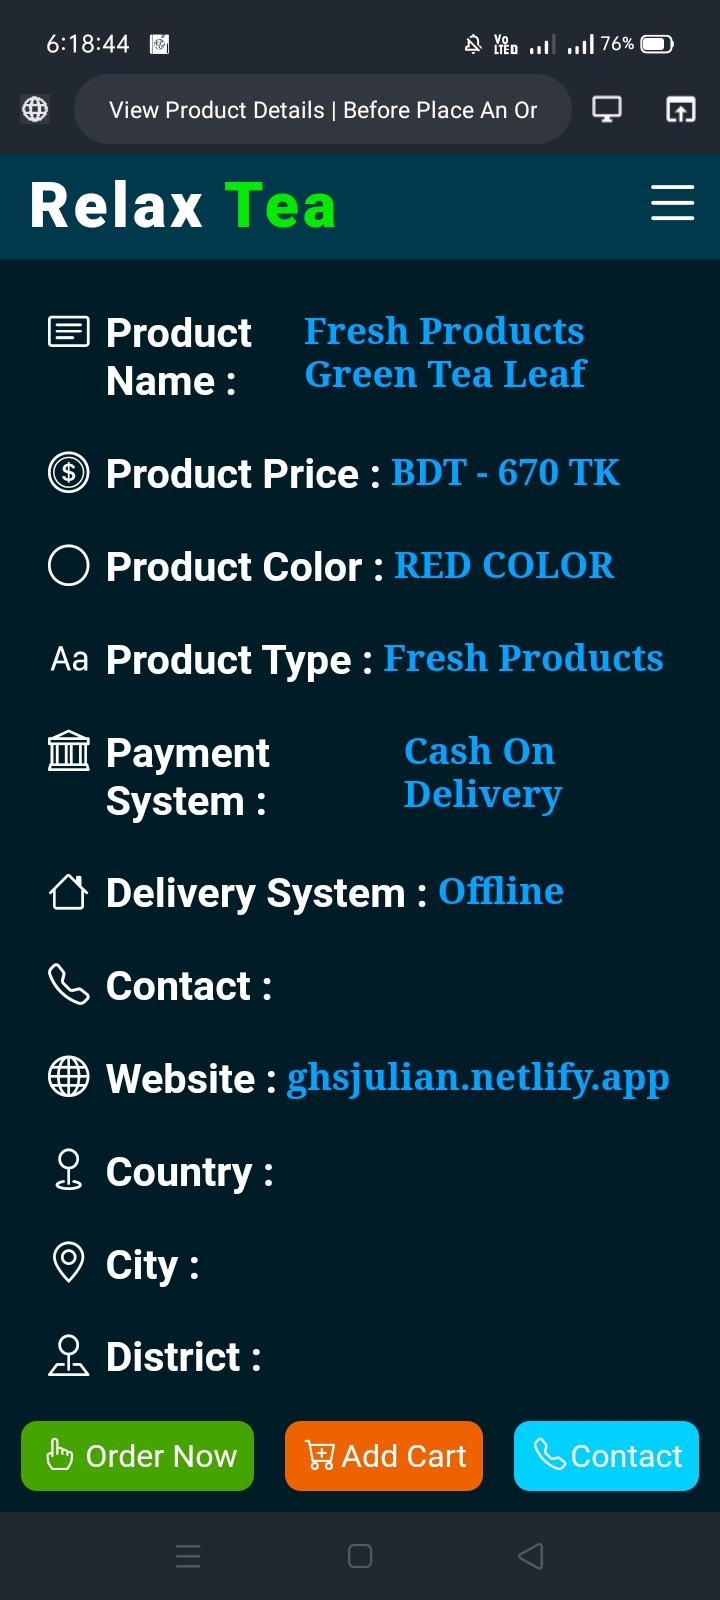 6:18:44
Vo LTED
76%
View Product Details | Before Place An Or
Relax Tea
Product Name :
Fresh Products Green Tea Leaf
Product Price : BDT - 670 TK
Product Color : RED COLOR
Aa Product Type : Fresh Products
Payment System :
Cash On Delivery
Delivery System : Offline
Contact :
Website : ghsjulian.netlify.app
Country :
City :
District :
Order Now
Add Cart
Contact